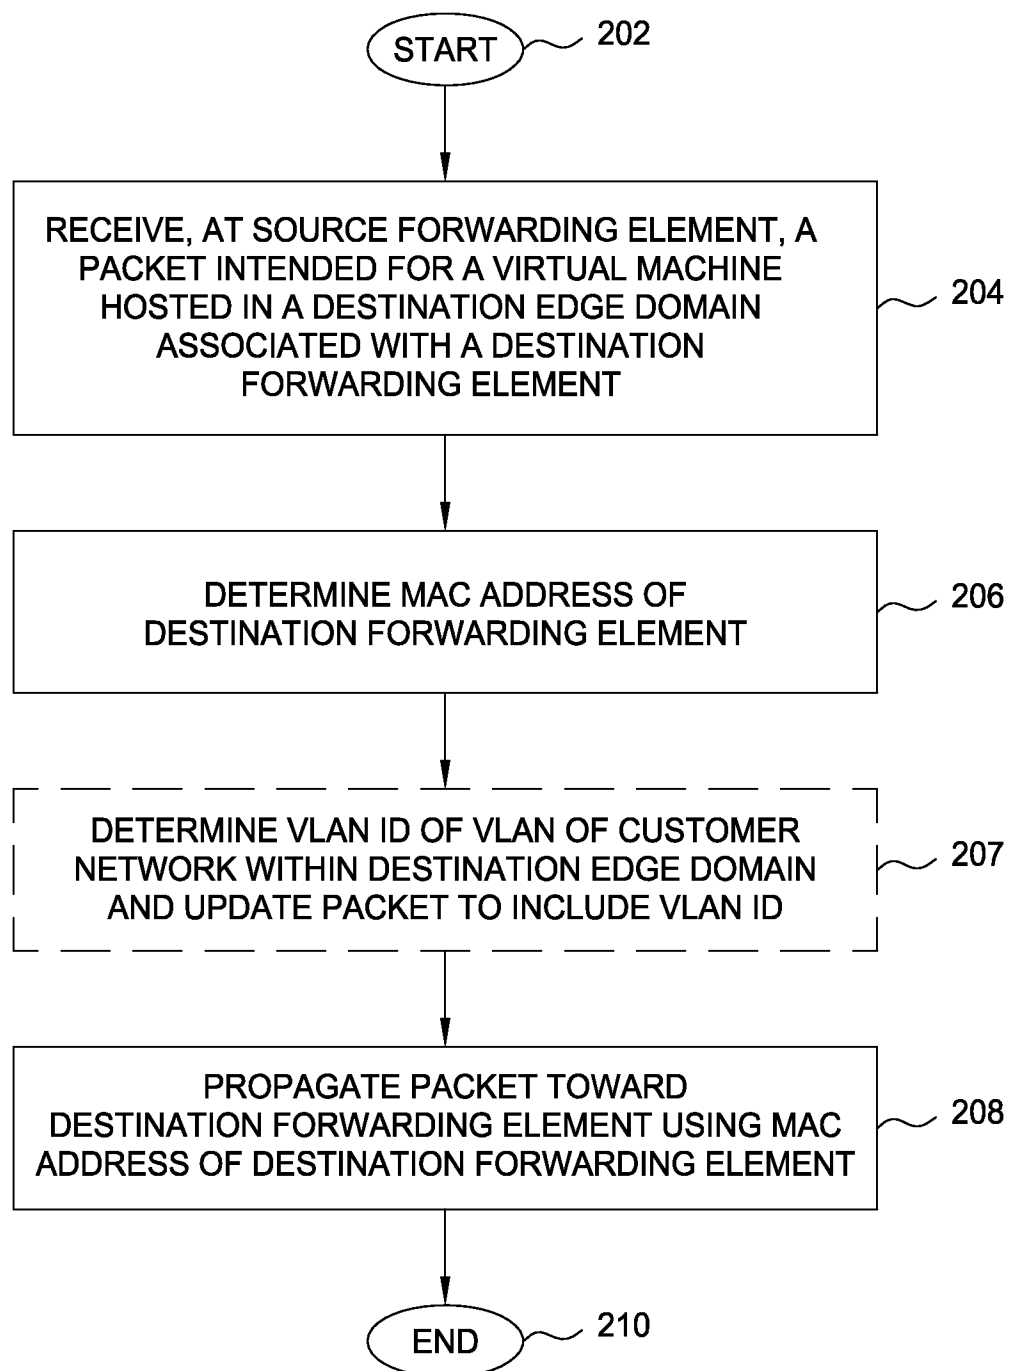 START
202
RECEIVE, AT SOURCE FORWARDING ELEMENT, A
PACKET INTENDED FOR A VIRTUAL MACHINE
HOSTED IN A DESTINATION EDGE DOMAIN
ASSOCIATED WITH A DESTINATION
FORWARDING ELEMENT
204
DETERMINE MAC ADDRESS OF
DESTINATION FORWARDING ELEMENT
206
DETERMINE VLAN ID OF VLAN OF CUSTOMER
NETWORK WITHIN DESTINATION EDGE DOMAIN
AND UPDATE PACKET TO INCLUDE VLAN ID
207
PROPAGATE PACKET TOWARD
DESTINATION FORWARDING ELEMENT USING MAC
ADDRESS OF DESTINATION FORWARDING ELEMENT
208
END
210